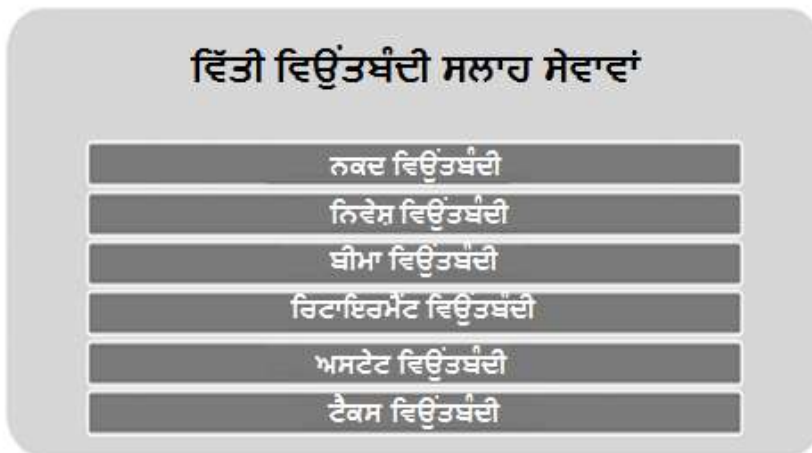 ਵਿੱਤੀ ਵਿਉਂਤਬੰਦੀ ਸਲਾਹ ਸੇਵਾਵਾਂ
ਨਕਦ ਵਿਉਂਤਬੰਦੀ
ਨਿਵੇਸ਼ ਵਿਉਂਤਬੰਦੀ
ਬੀਮਾ ਵਿਉਂਤਬੰਦੀ
ਰਿਟਾਇਰਮੈਂਟ ਵਿਉਂਤਬੰਦੀ
ਅਸਟੇਟ ਵਿਉਂਤਬੰਦੀ
ਟੈਕਸ ਵਿਉਂਤਬੰਦੀ